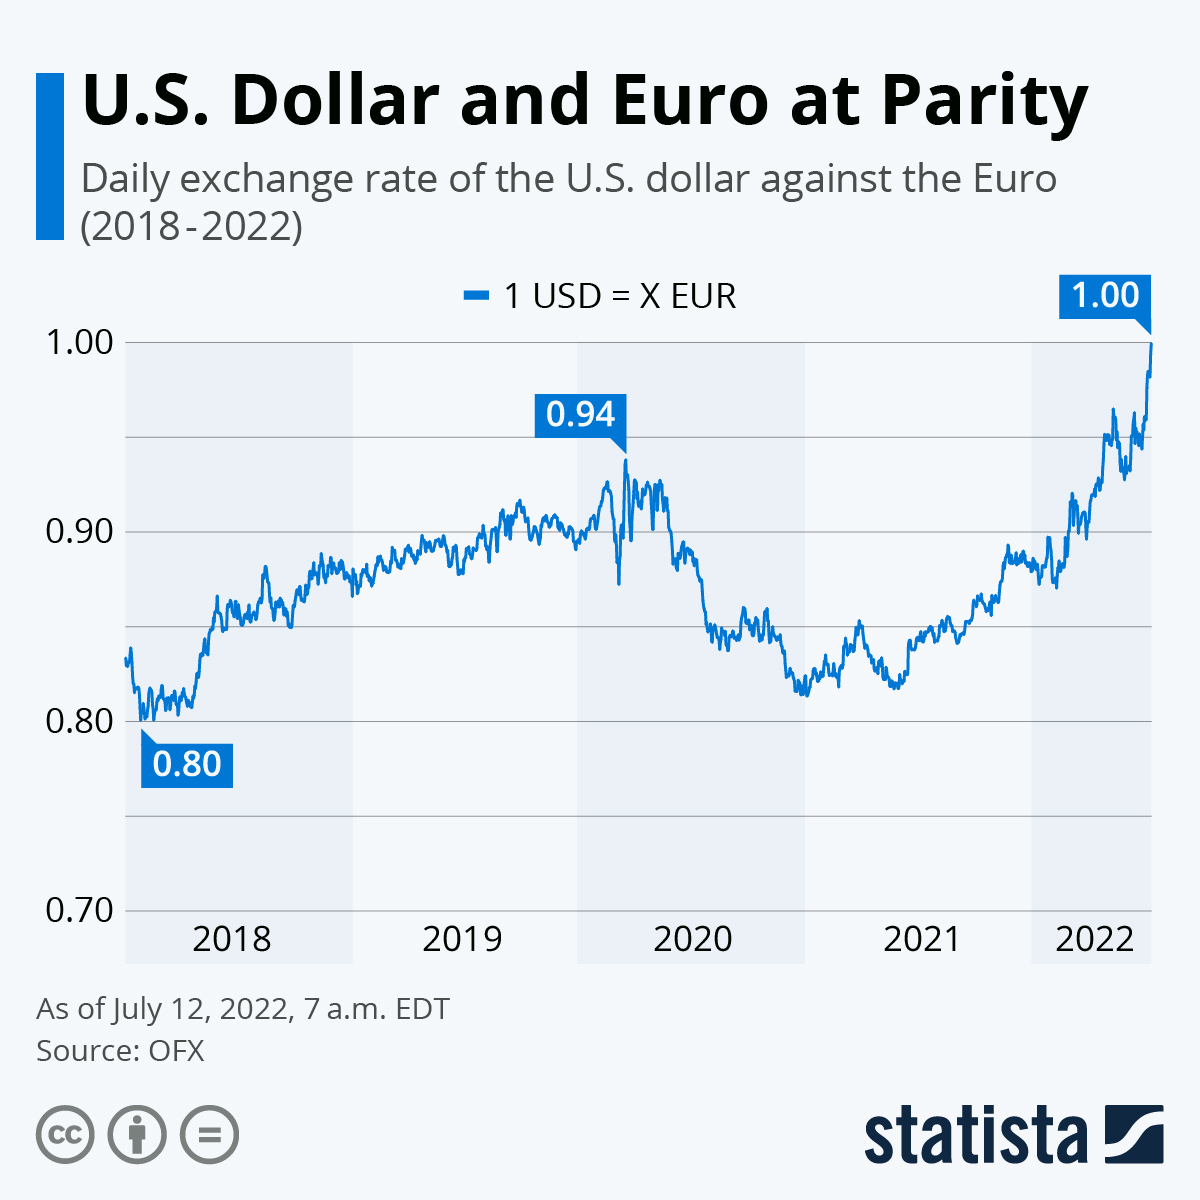 U.S. Dollar and Euro at Parity
Daily exchange rate of the U.S. dollar against the Euro
(2018-2022)
1 USD = X EUR
1.00
1.00
0.94
0.90
0.80
0.80
0.70
2018 2019 2020 2021 2022
As of July 12, 2022, 7 a.m. EDT
Source: OFX
cc
=
statista